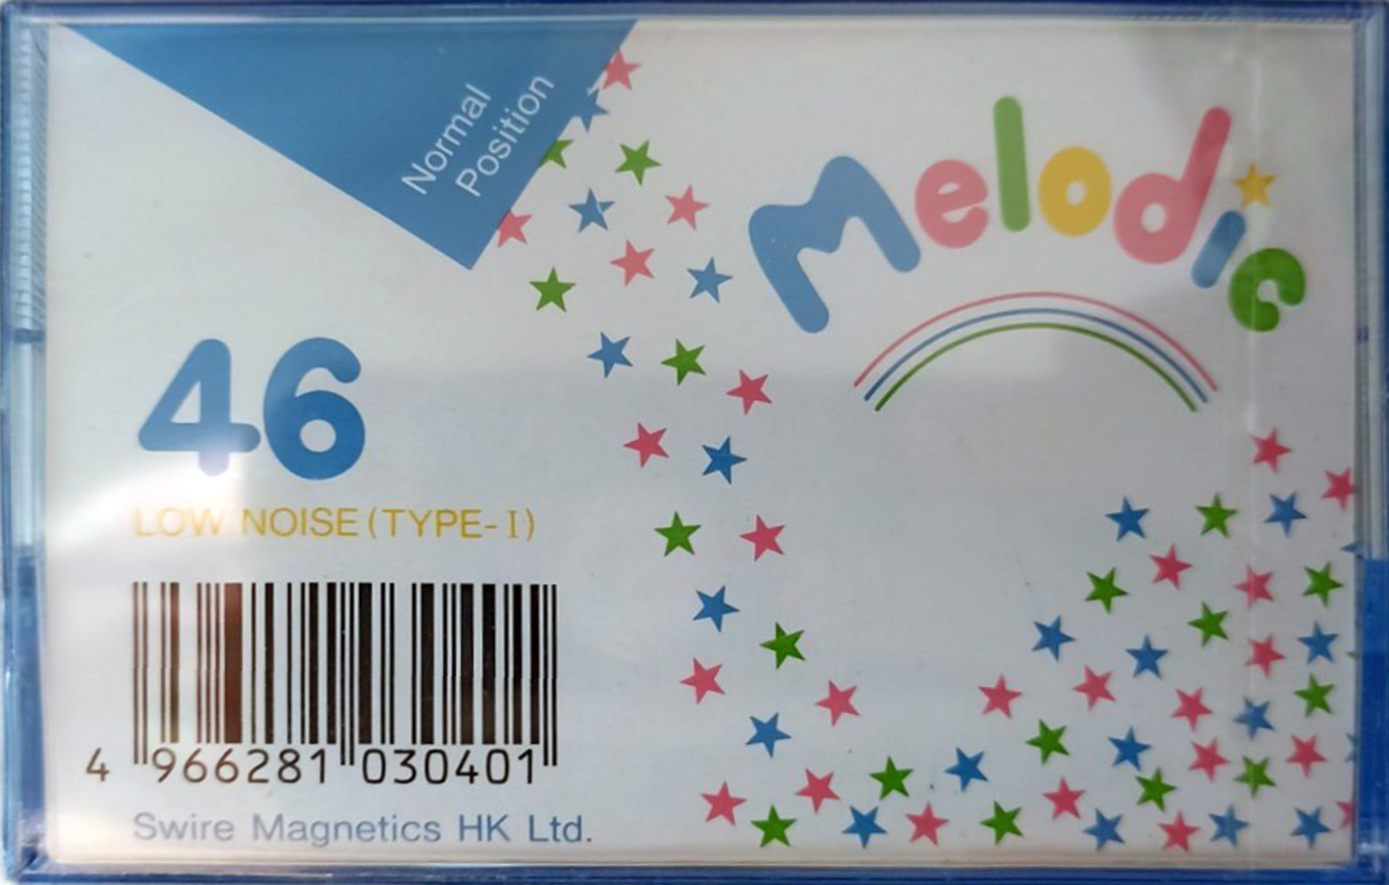 Normal
Position
Melodic
46
LOW NOISE (TYPE-I)
4 966281 030401
Swire Magnetics HK Ltd.